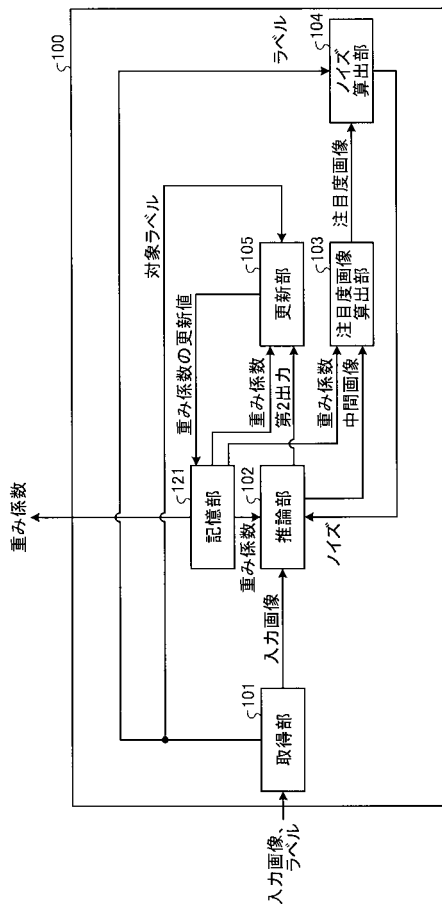 100
重み係数
ラベル
104
ノイズ
算出部
対象ラベル
注目度画像
重み係数の更新値
105
更新部
103
注目度画像
算出部
重み係数
第2出力
重み係数
中間画像
121
記憶部
重み係数
102
推論部
ノイズ
入力画像
101
取得部
入力画像、
ラベル